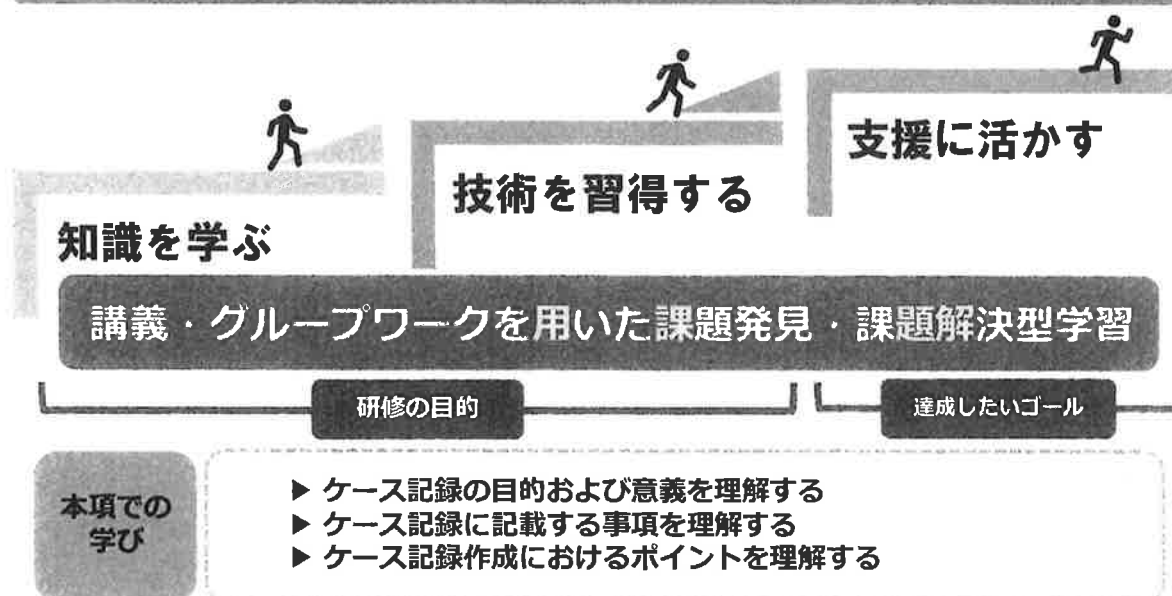 知識を学ぶ
技術を習得する
支援に活かす
講義・グループワークを用いた課題発見・課題解決型学習
研修の目的
達成したいゴール
本項での
学び
▶ ケース記録の目的および意義を理解する
▶ ケース記録に記載する事項を理解する
▶ ケース記録作成におけるポイントを理解する